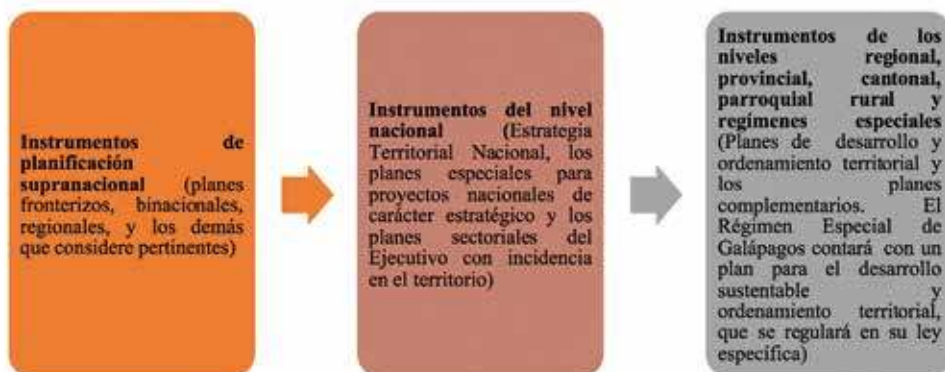 Instrumentos de
planificación
supranacional (planes
fronterizos, binacionales,
regionales, y los demás
que considere pertinentes)
Instrumentos del nivel
nacional (Estrategia
Territorial Nacional, los
planes especiales para
proyectos nacionales de
carácter estratégico y los
planes sectoriales del
Ejecutivo con incidencia
en el territorio)
Instrumentos de los
niveles regional,
provincial, cantonal,
parroquial rural y
regímenes especiales
(Planes de desarrollo y
ordenamiento territorial y
los planes
complementarios. El
Régimen Especial de
Galápagos contará con un
plan para el desarrollo
sustentable y
ordenamiento territorial,
que se regulará en su ley
específica)